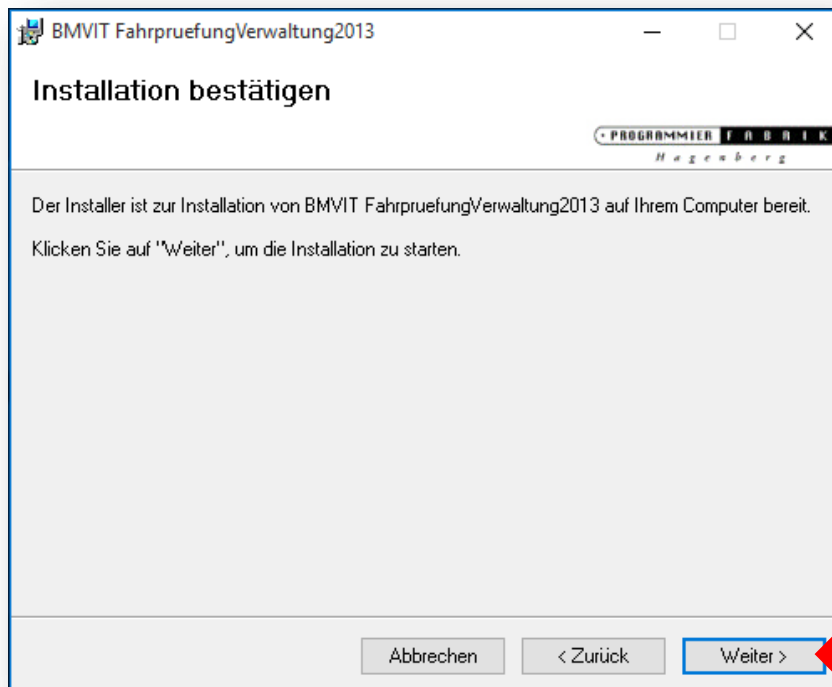 BMVIT FahrpruefungVerwaltung2013
Installation bestätigen
PROGRAMMIER FABRIK
Hagenberg
Der Installer ist zur Installation von BMVIT FahrpruefungVerwaltung2013 auf Ihrem Computer bereit.
Klicken Sie auf "Weiter", um die Installation zu starten.
Abbrechen < Zurück Weiter >